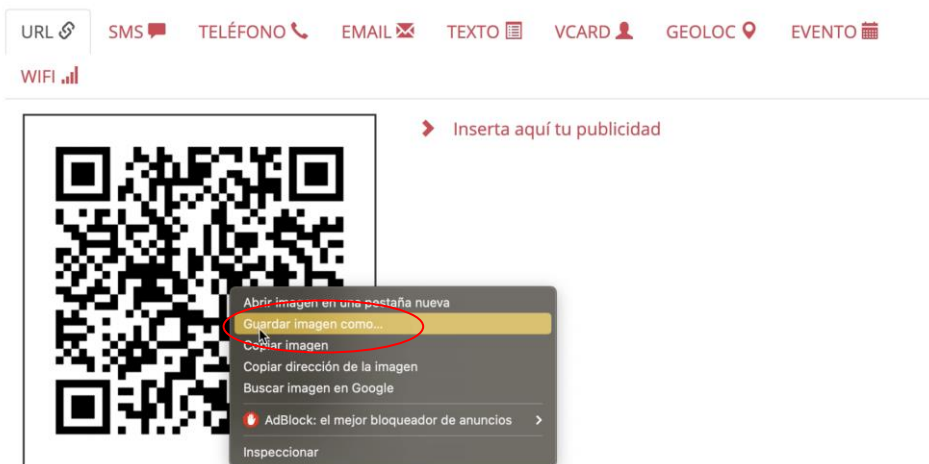 URL SMS TELÉFONO EMAIL TEXTO VCARD GEOLOC EVENTO
WIFI
Inserta aquí tu publicidad
Abrir imagen en una pestaña nueva
Guardar imagen como...
Copiar imagen
Copiar dirección de la imagen
Buscar imagen en Google
AdBlock: el mejor bloqueador de anuncios
Inspeccionar